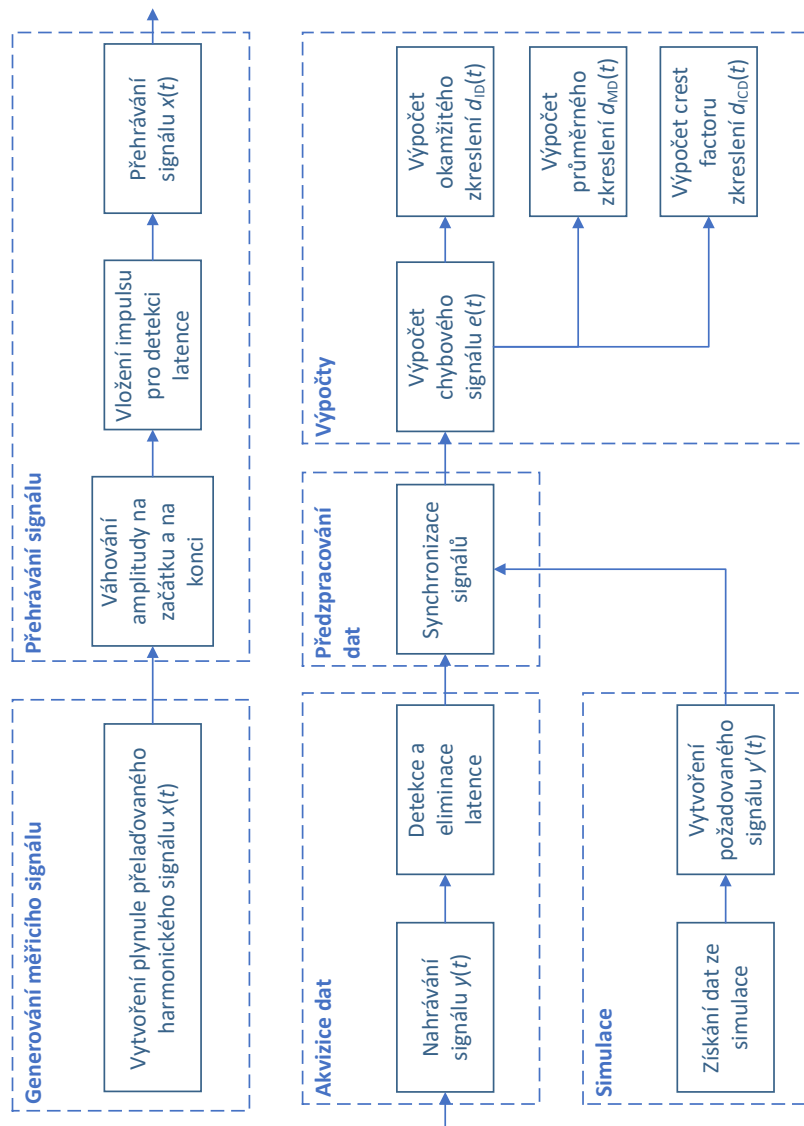 Generování měřicího signálu
Vytvoření plynule přelaďovaného
harmonického signálu x(t)
Přehrávání signálu
Váhování
amplitudy na
začátku a na
konci
Vložení impulsu
pro detekci
latence
Přehrávání
signálu x(t)
Akvizice dat
Nahrávání
signálu y(t)
Detekce a
eliminace
latence
Předzpracování
dat
Synchronizace
signálů
Výpočty
Výpočet
chybového
signálu e(t)
Výpočet
okamžitého
zkreslení dID(t)
Výpočet
průměrného
zkreslení dMD(t)
Výpočet crest
factoru
zkreslení dICD(t)
Simulace
Získání dat ze
simulace
Vytvoření
požadovaného
signálu y’(t)